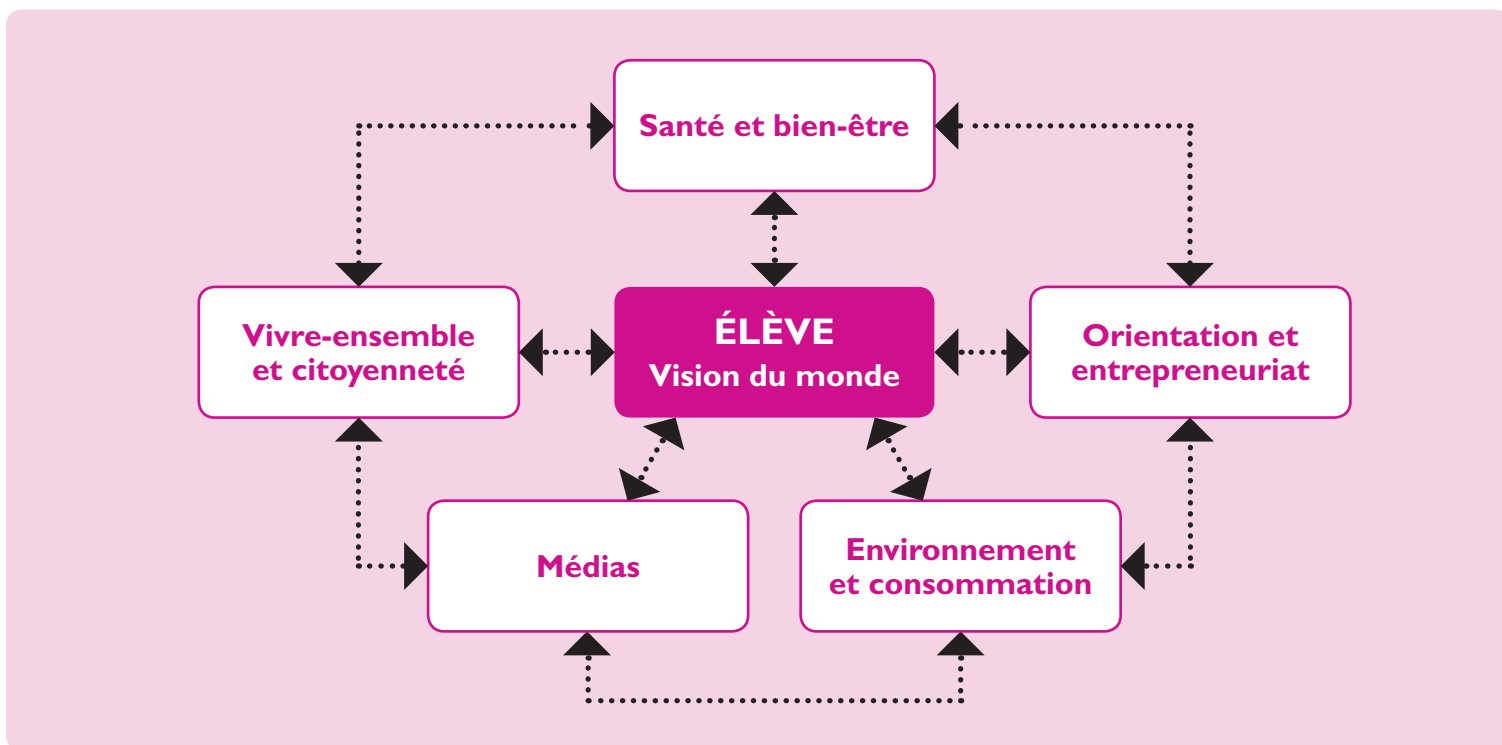 Santé et bien-être
Vivre-ensemble
et citoyenneté
ÉLÈVE
Vision du monde
Orientation et
entrepreneuriat
Médias
Environnement
et consommation